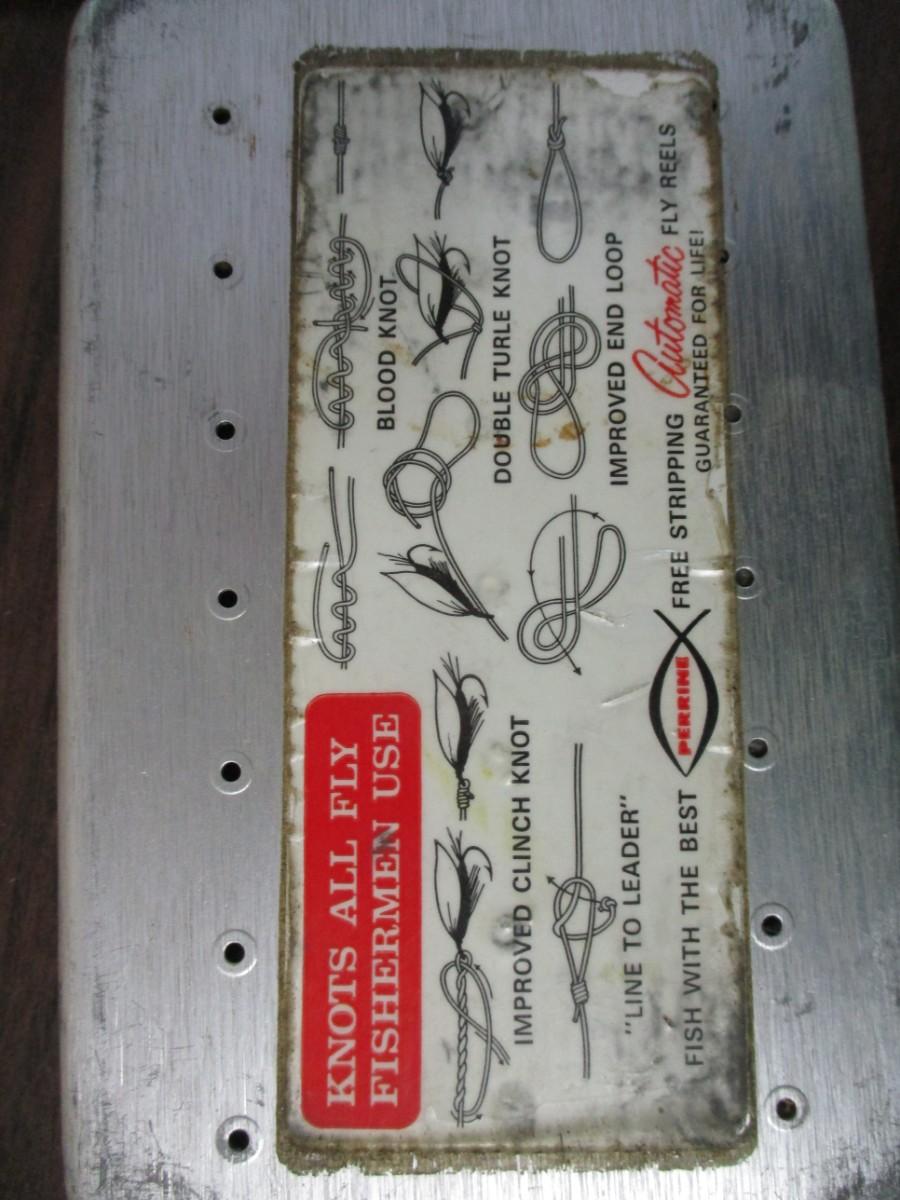 KNOTS ALL FLY
FISHERMEN USE
BLOOD KNOT
IMPROVED CLINCH KNOT
DOUBLE TURLE KNOT
"LINE TO LEADER"
IMPROVED END LOOP
FISH WITH THE BEST PERRINE FREE STRIPPING Automatic FLY REELS
GUARANTEED FOR LIFE!